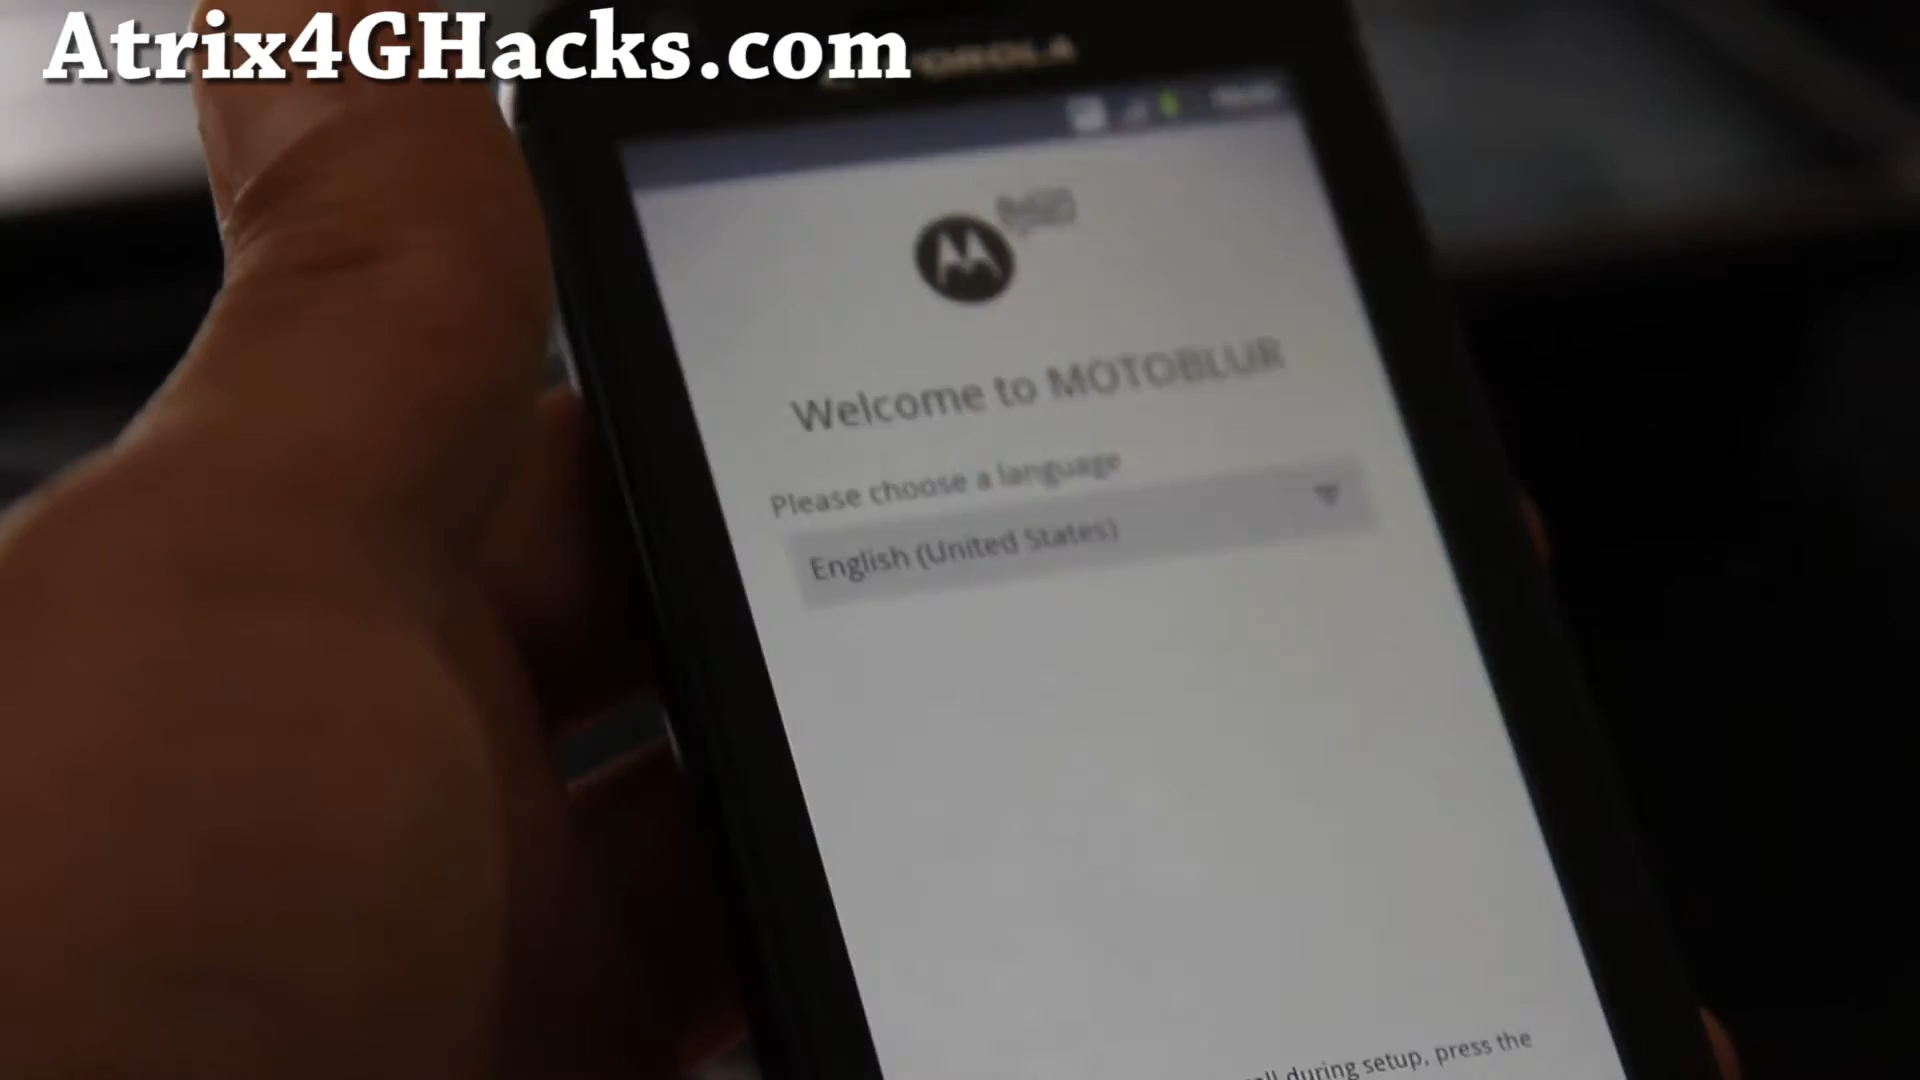 Atrix4GHacks.com
MOTOROLA
Welcome to MOTOBLUR
Please choose a language
English (United States)
during setup, press the